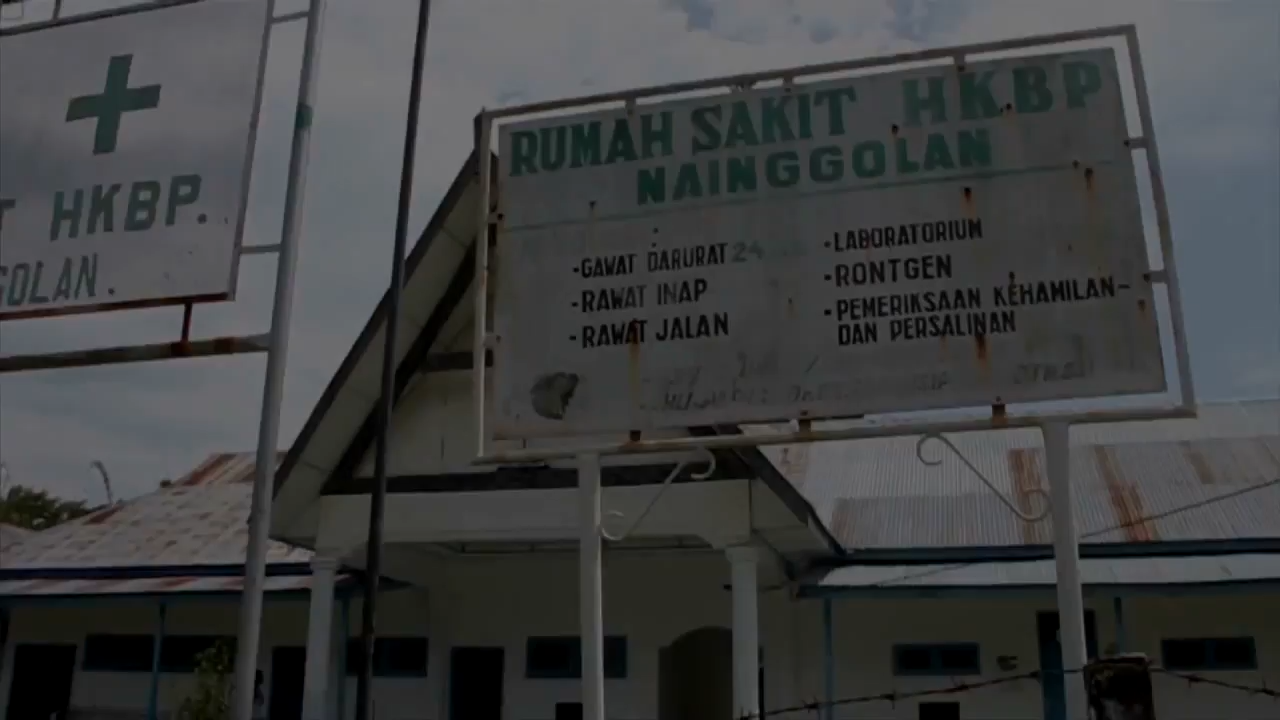 HKBP.
GOLAN.
RUMAH SAKIT HKBP
NAINGGOLAN
-GAWAT DARURAT 24
-RAWAT INAP
-RAWAT JALAN
-LABORATORIUM
-RONTGEN
-PEMERIKSAAN KEHAMILAN-
DAN PERSALINAN